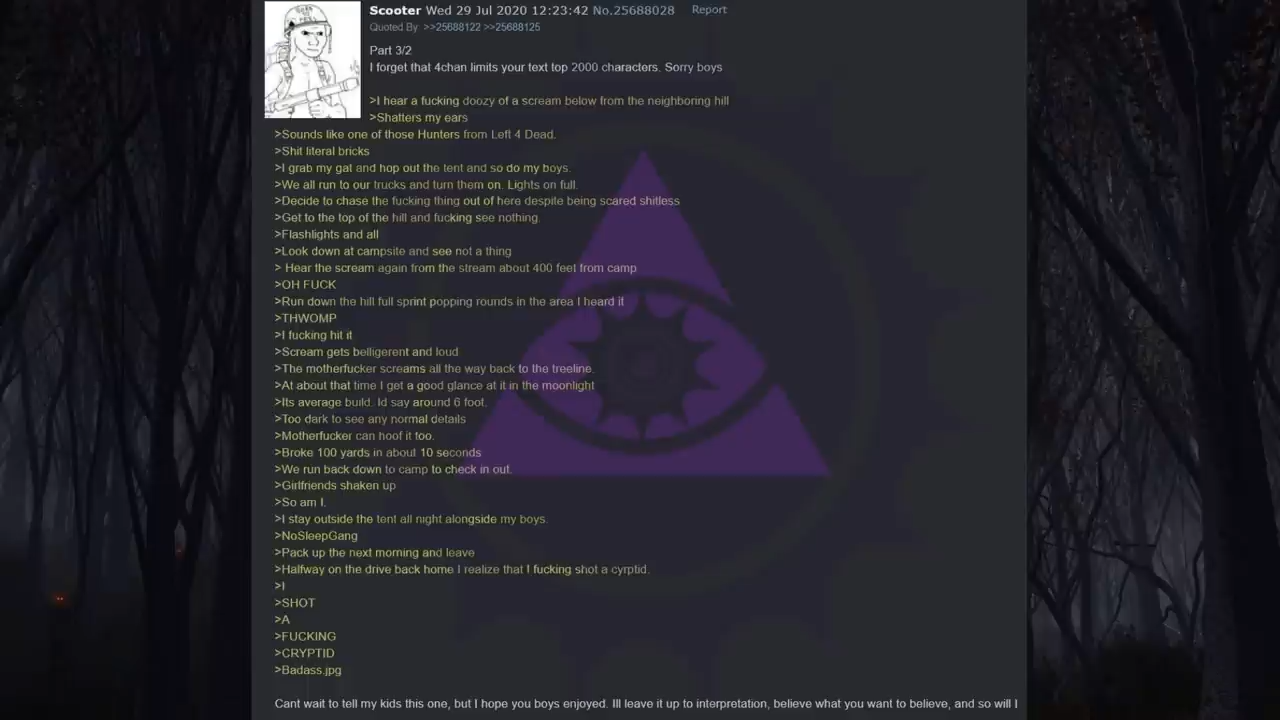 Scooter Wed 29 Jul 2020 12:23:42 No.25688028 Report
Quoted By: >>25688122 >>25688125
Part 3/2
I forget that 4chan limits your text top 2000 characters. Sorry boys
>I hear a fucking doozy of a scream below from the neighboring hill
>Shatters my ears
>Sounds like one of those Hunters from Left 4 Dead.
>Shit literal bricks
>I grab my gat and hop out the tent and so do my boys.
>We all run to our trucks and turn them on. Lights on full.
>Decide to chase the fucking thing out of here despite being scared shitless
>Get to the top of the hill and fucking see nothing.
>Flashlights and all
>Look down at campsite and see not a thing
> Hear the scream again from the stream about 400 feet from camp
>OH FUCK
>Run down the hill full sprint popping rounds in the area I heard it
>THWOMP
>I fucking hit it
>Scream gets belligerent and loud
>The motherfucker screams all the way back to the treeline.
>At about that time I get a good glance at it in the moonlight
>Its average build. Id say around 6 foot.
>Too dark to see any normal details
>Motherfucker can hoof it too.
>Broke 100 yards in about 10 seconds
>We run back down to camp to check in out.
>Girlfriends shaken up
>So am I.
>I stay outside the tent all night alongside my boys.
>NoSleepGang
>Pack up the next morning and leave
>Halfway on the drive back home I realize that I fucking shot a cyrptid.
>I
>SHOT
>A
>FUCKING
>CRYPTID
>Badass.jpg
Cant wait to tell my kids this one, but I hope you boys enjoyed. Ill leave it up to interpretation, believe what you want to believe, and so will I